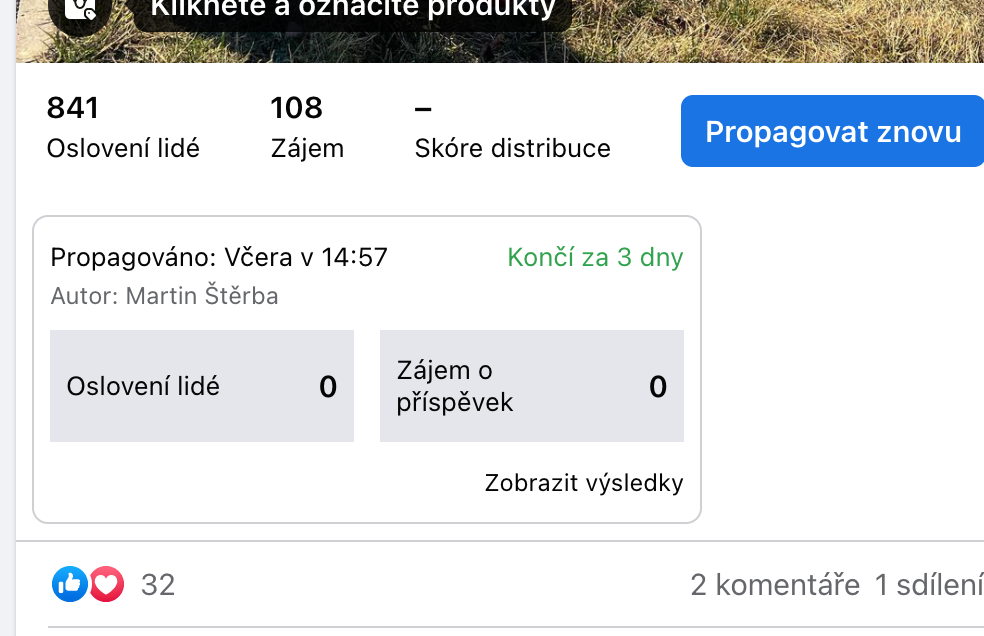 Klikněte a označíte produkty
841
Oslovení lidé
108
Zájem
–
Skóre distribuce
Propagovat znovu
Propagováno: Včera v 14:57
Končí za 3 dny
Autor: Martin Štěrba
Oslovení lidé
0
Zájem o
příspěvek
0
Zobrazit výsledky
32
2 komentáře
1 sdílení